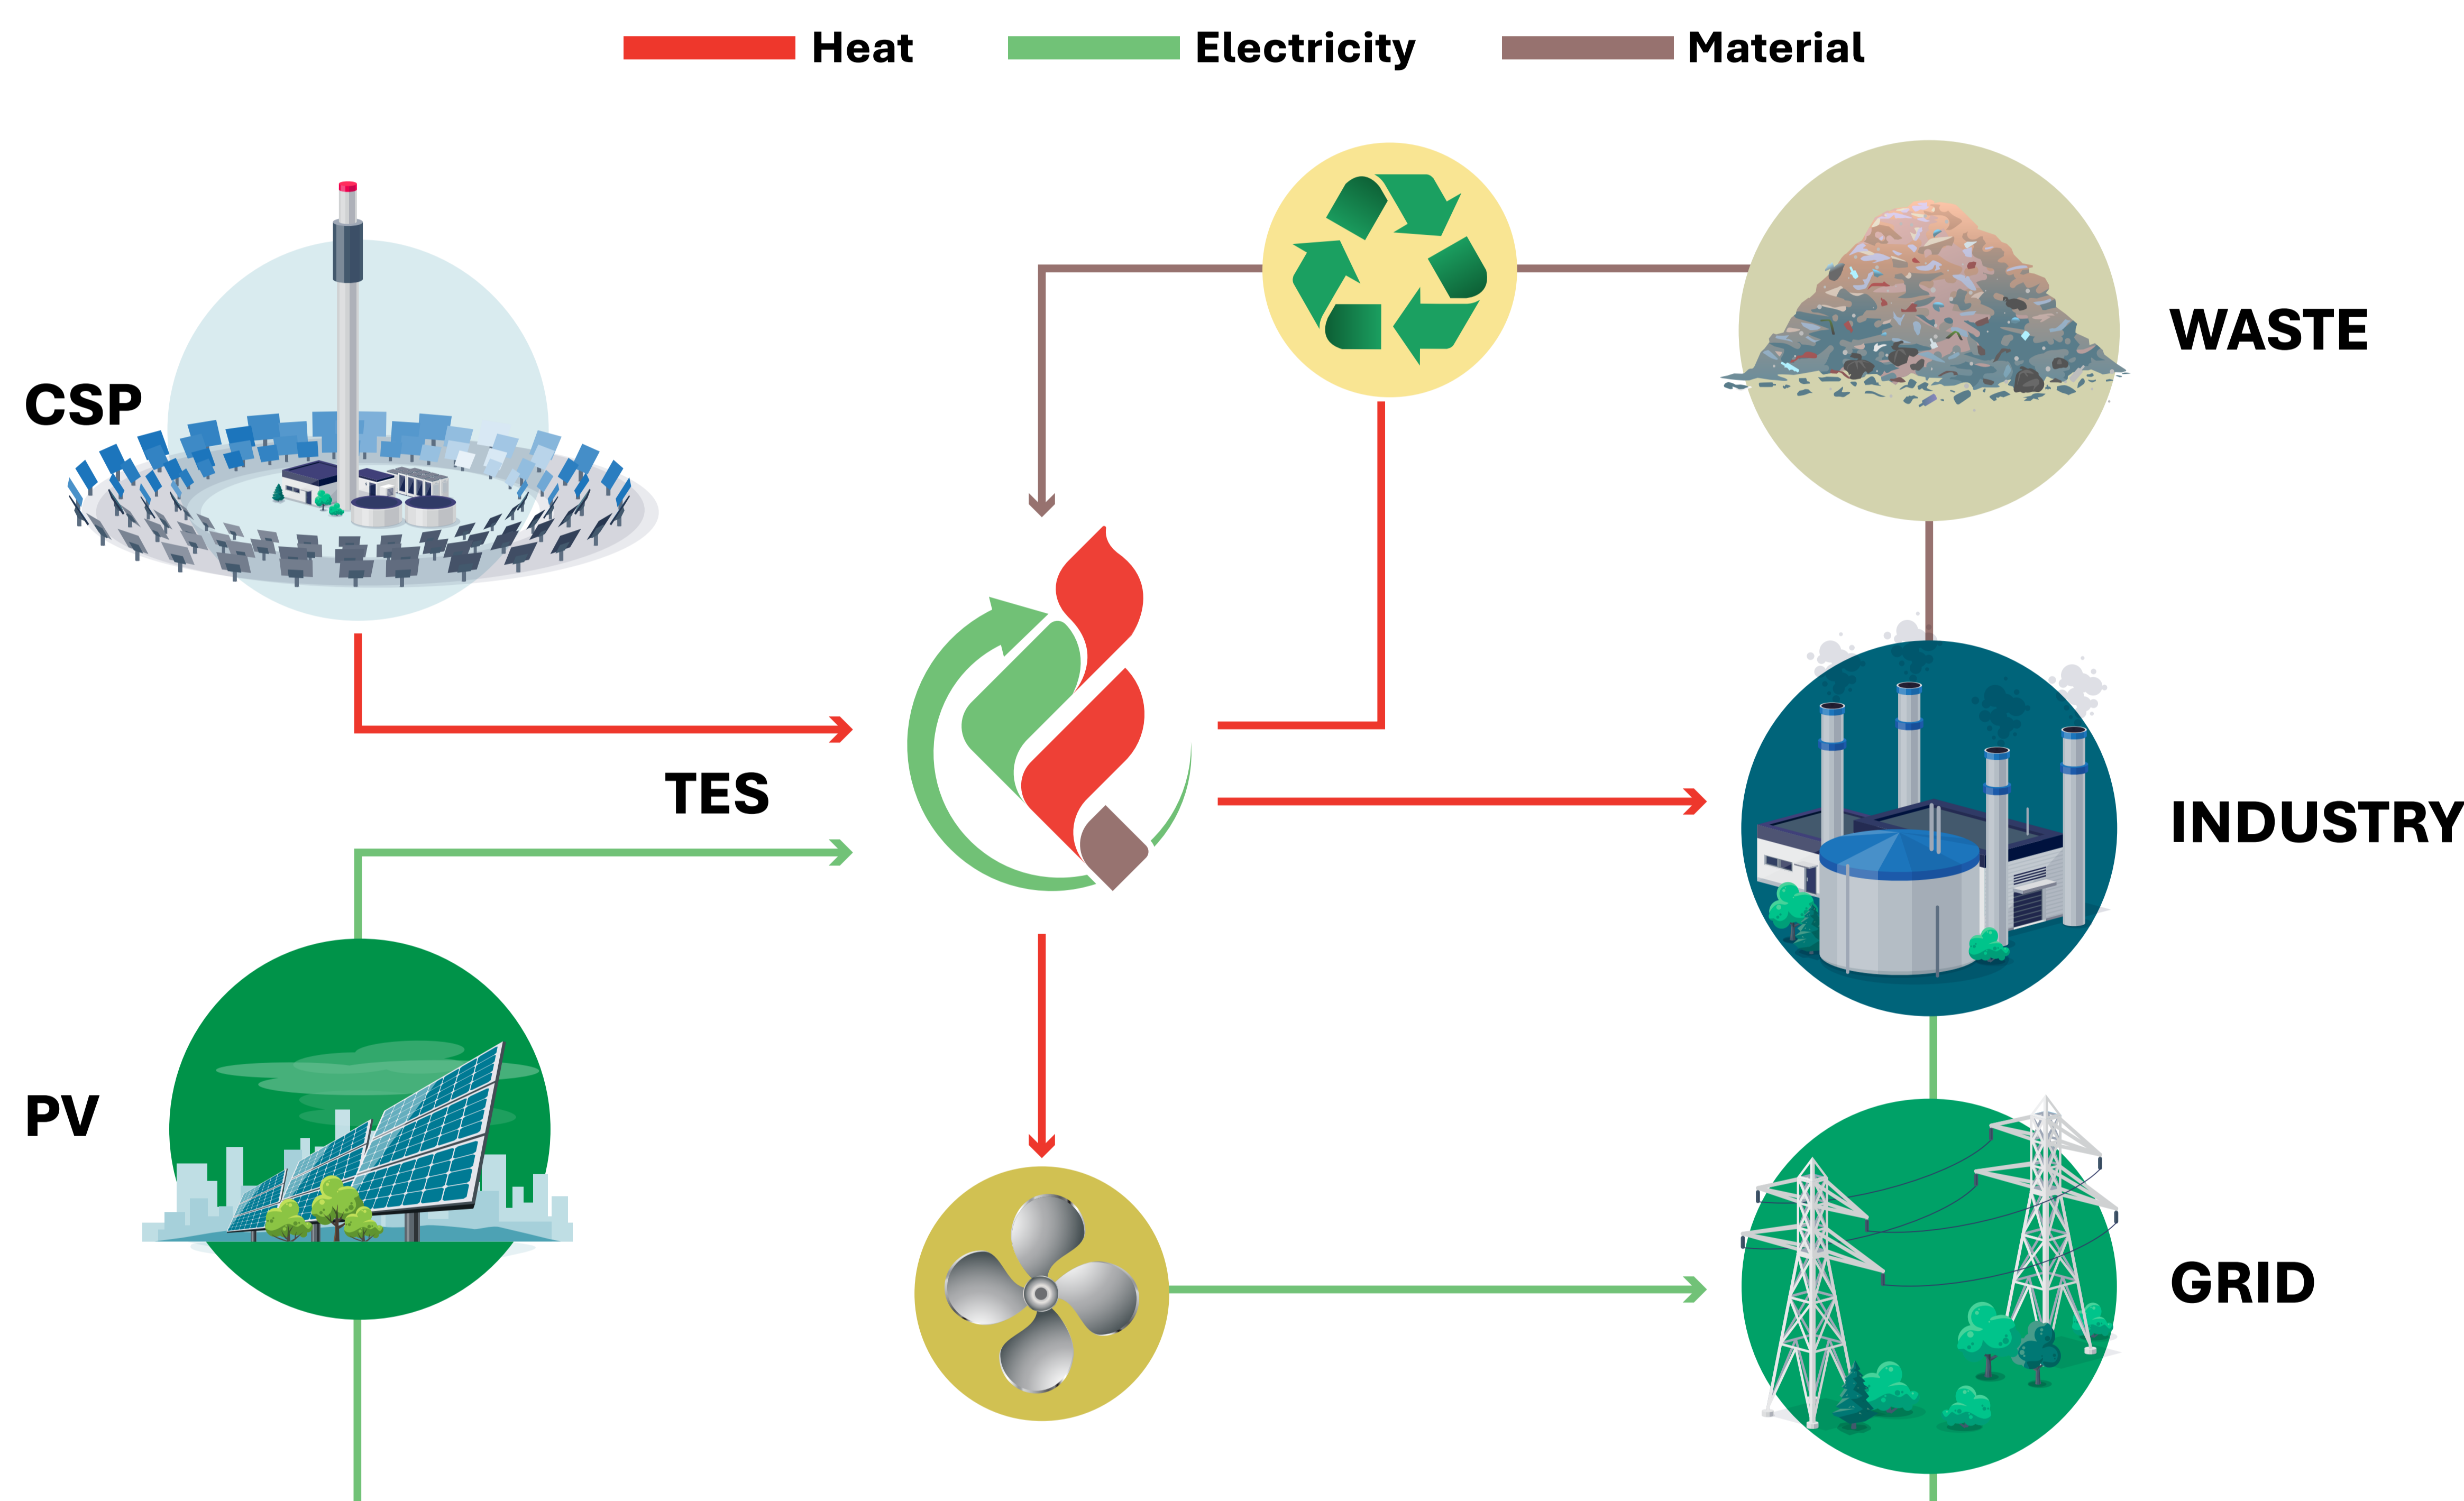 Heat
Electricity
Material
WASTE
CSP
TES
INDUSTRY
PV
GRID